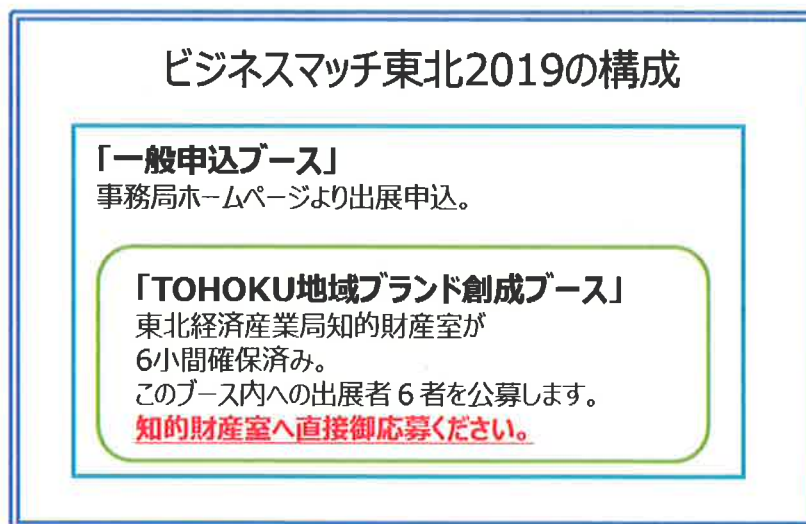 ビジネスマッチ東北2019の構成
「一般申込ブース」
事務局ホームページより出展申込。
「TOHOKU地域ブランド創成ブース」
東北経済産業局知的財産室が
6小間確保済み。
このブース内への出展者６者を公募します。
知的財産室へ直接御応募ください。